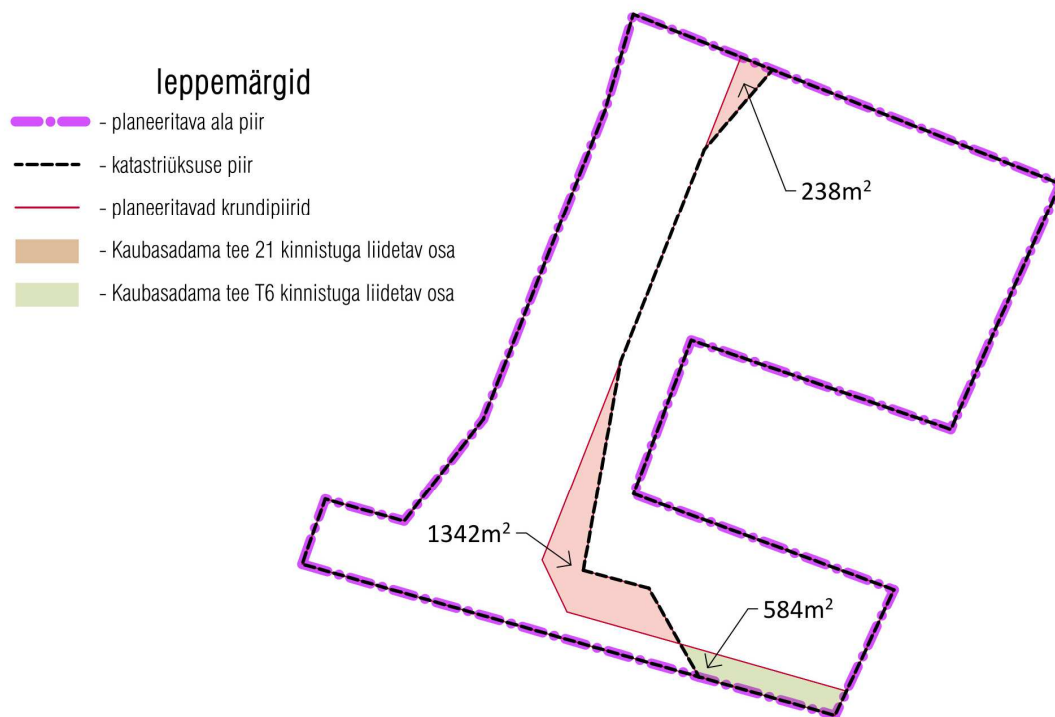 leppemärgid
- planeeritava ala piir
- katastriüksuse piir
- planeeritavad krundipiirid
- Kaubasadama tee 21 kinnistuga liidetav osa
- Kaubasadama tee T6 kinnistuga liidetav osa
238m²
1342m²
584m²